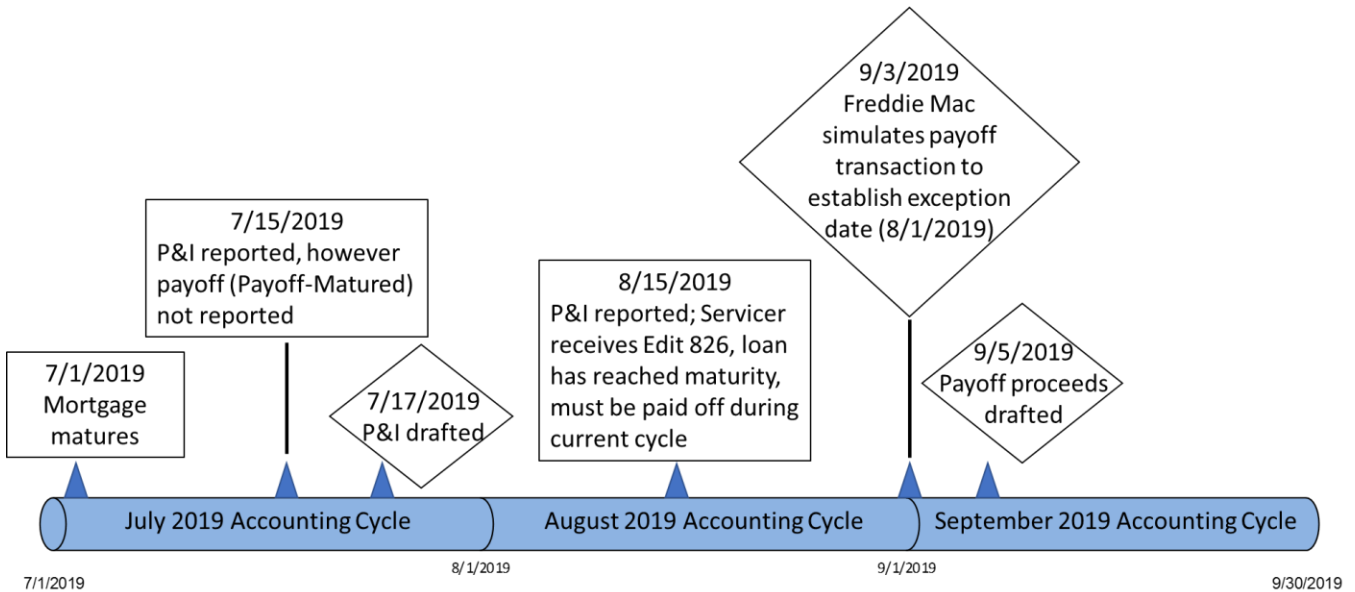 7/1/2019
Mortgage
matures
7/15/2019
P&I reported, however
payoff (Payoff-Matured)
not reported
7/17/2019
P&I drafted
8/15/2019
P&I reported; Servicer
receives Edit 826, loan
has reached maturity,
must be paid off during
current cycle
9/3/2019
Freddie Mac
simulates payoff
transaction to
establish exception
date (8/1/2019)
9/5/2019
Payoff proceeds
drafted
July 2019 Accounting Cycle
August 2019 Accounting Cycle
September 2019 Accounting Cycle
7/1/2019
8/1/2019
9/1/2019
9/30/2019